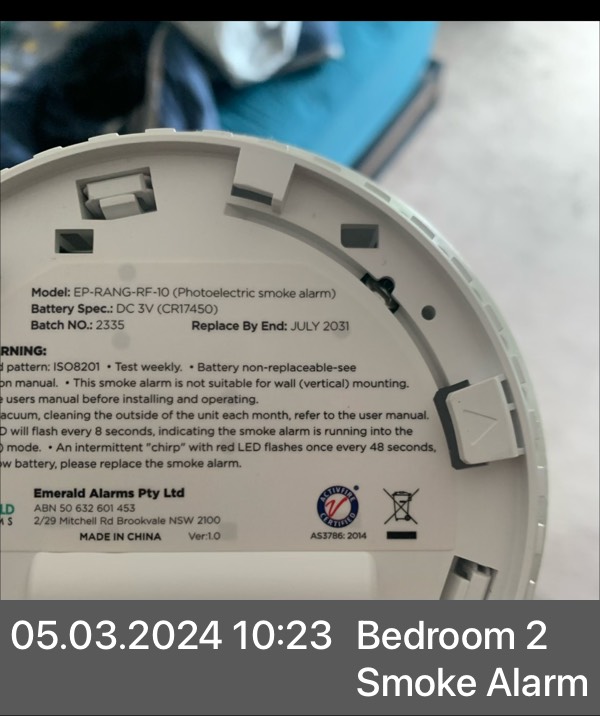 Model: EP-RANG-RF-10 (Photoelectric smoke alarm)
Battery Spec.: DC 3V (CR17450)
Batch NO.: 2335 Replace By End: JULY 2031
RNING:
d pattern: ISO8201 • Test weekly. • Battery non-replaceable-see
on manual. • This smoke alarm is not suitable for wall (vertical) mounting.
e users manual before installing and operating.
acuum, cleaning the outside of the unit each month, refer to the user manual.
D will flash every 8 seconds, indicating the smoke alarm is running into the
) mode. • An intermittent "chirp" with red LED flashes once every 48 seconds,
ow battery, please replace the smoke alarm.
Emerald Alarms Pty Ltd
LD ABN 50 632 601 453
M S 2/29 Mitchell Rd Brookvale NSW 2100
MADE IN CHINA Ver:1.0
ACTIVFIRE
CERTIFIED
AS3786: 2014
05.03.2024 10:23 Bedroom 2
Smoke Alarm